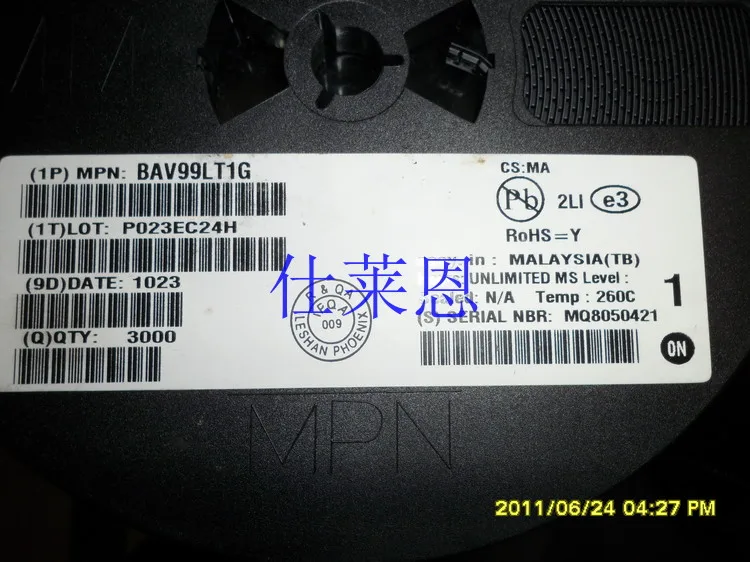 (1P) MPN: BAV99LT1G
(1T)LOT: P023EC24H
(9D)DATE: 1023
(Q)QTY: 3000
CS:MA
Pb 2LI e3
RoHS=Y
in: MALAYSIA(TB)
UNLIMITED MS Level: 1
N/A Temp: 260C
(S) SERIAL NBR: MQ8050421
ON
& QA
EQA
009
LESHAN PHOENIX
仕莱恩
MPN
2011/06/24 04:27 PM